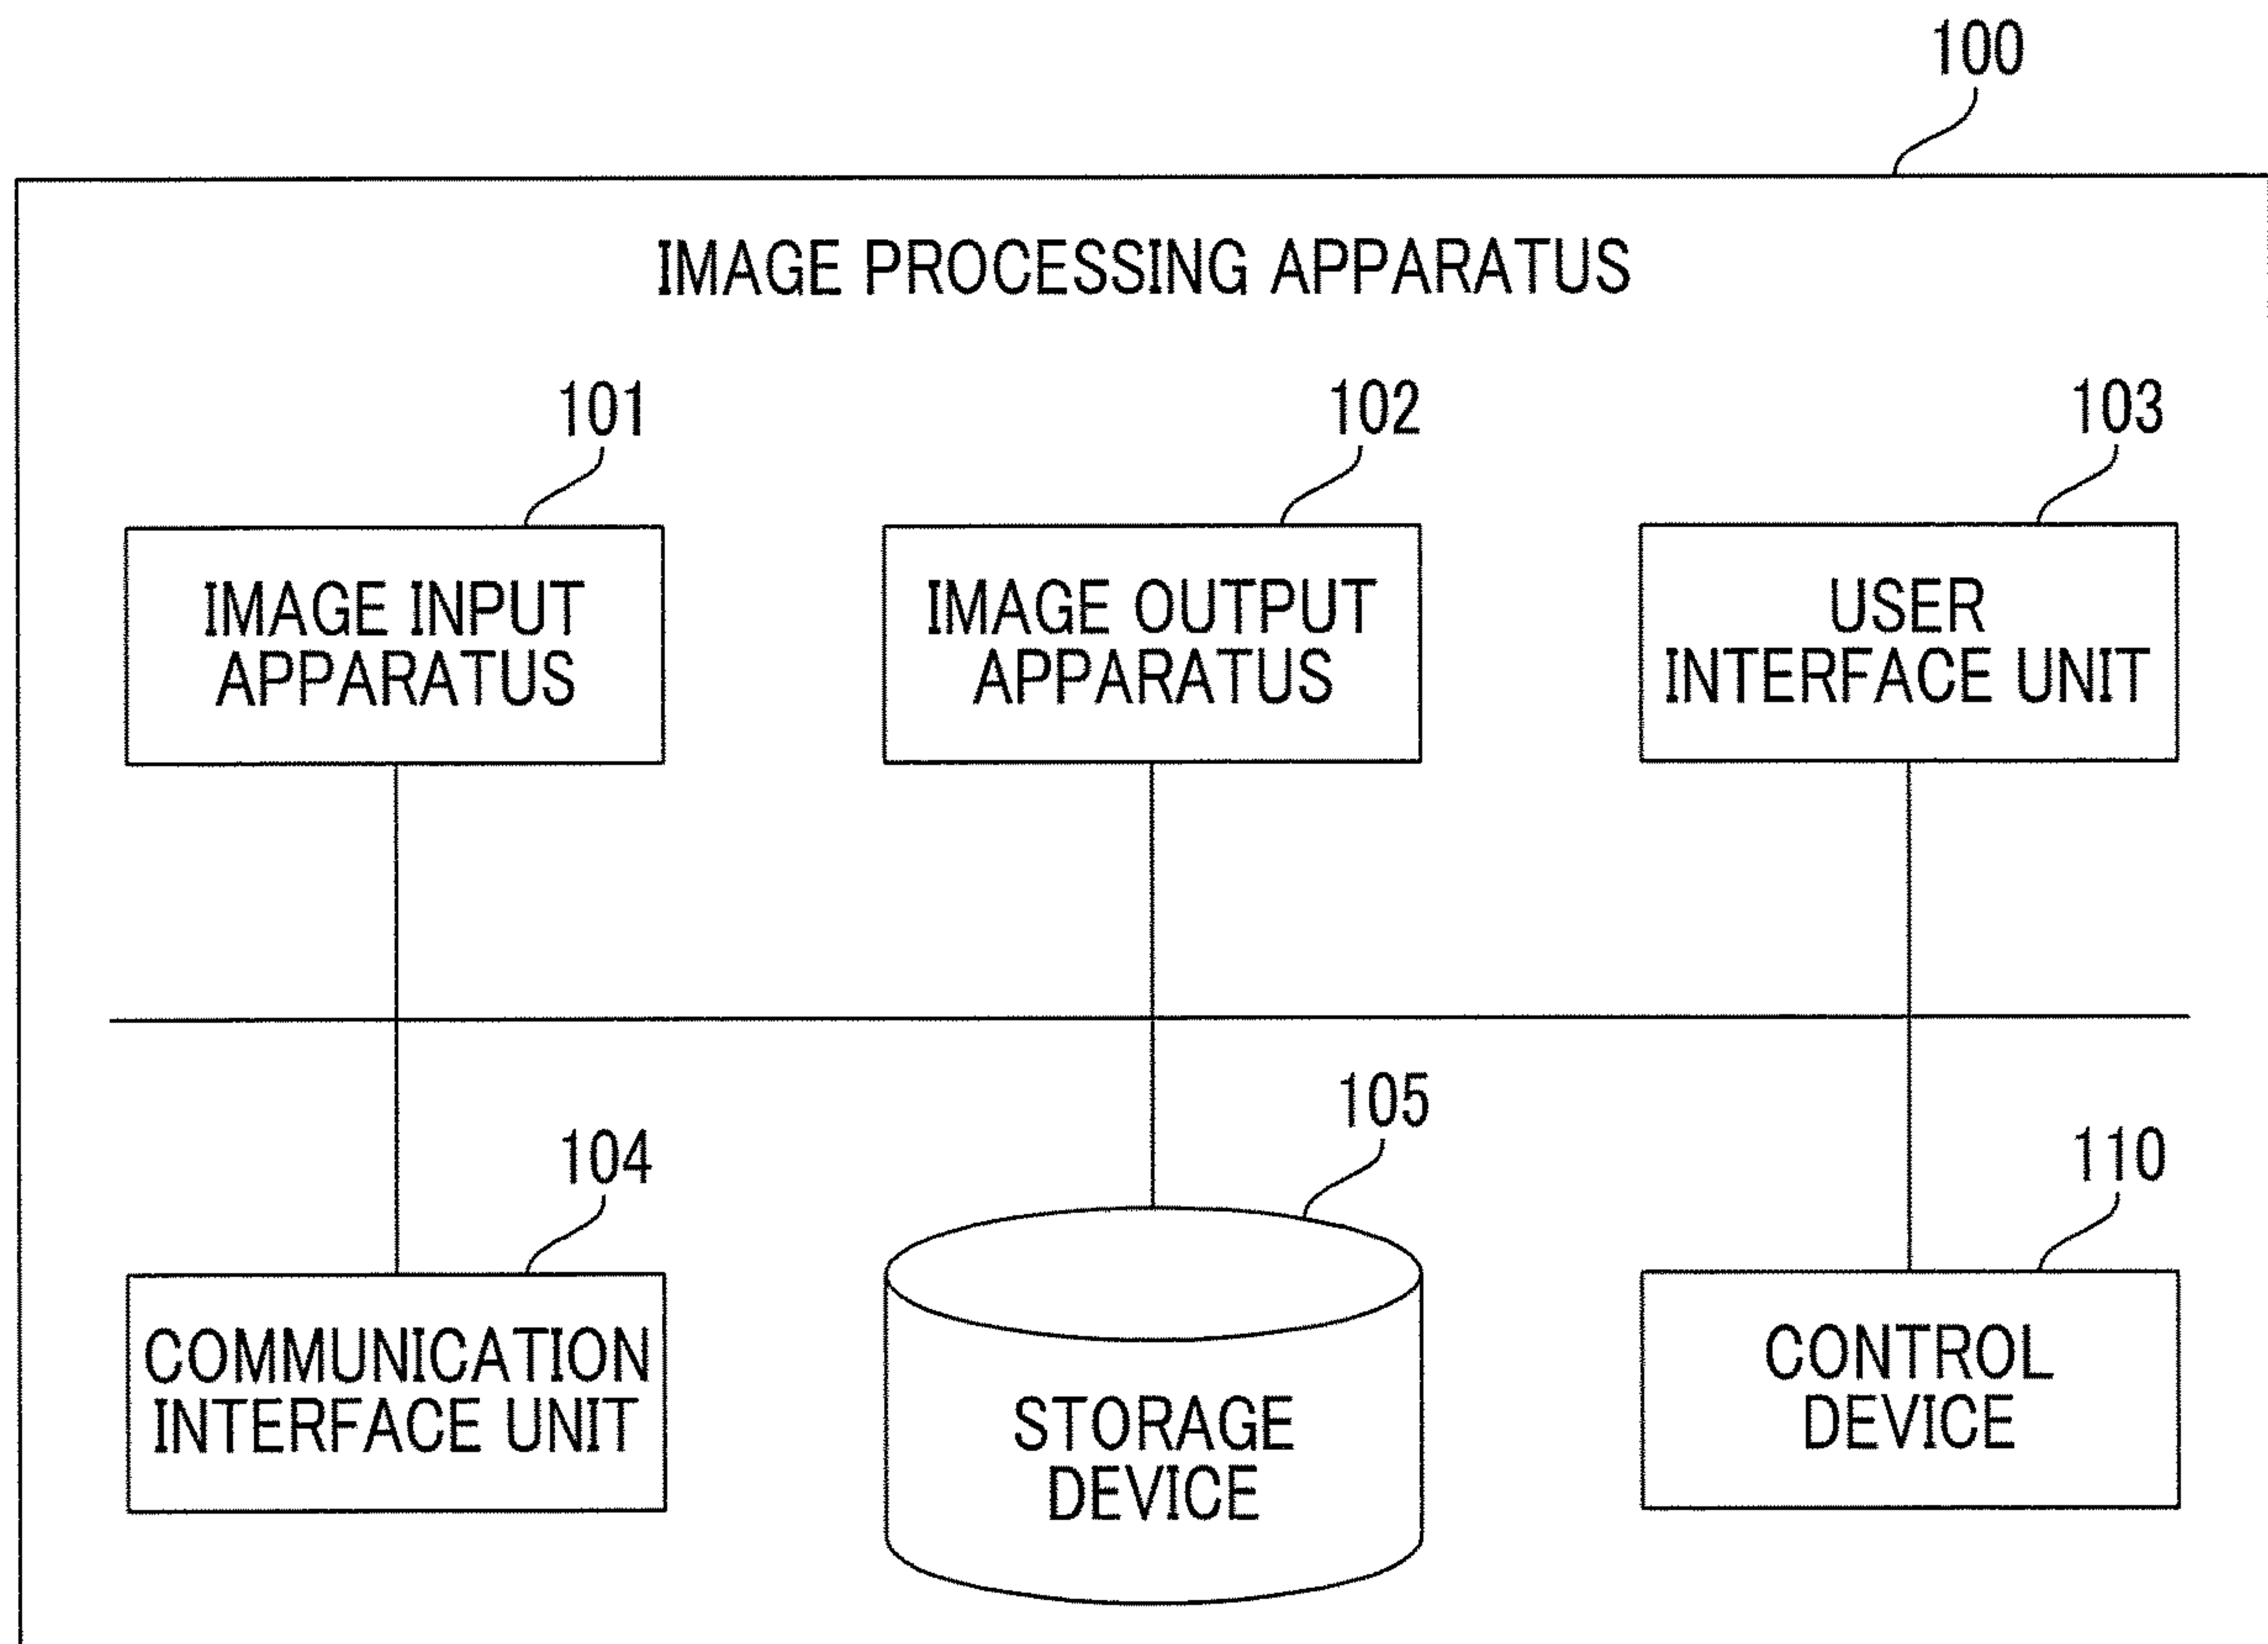 100
IMAGE PROCESSING APPARATUS
101
102
103
IMAGE INPUT
APPARATUS
IMAGE OUTPUT
APPARATUS
USER
INTERFACE UNIT
104
105
110
COMMUNICATION
INTERFACE UNIT
STORAGE
DEVICE
CONTROL
DEVICE